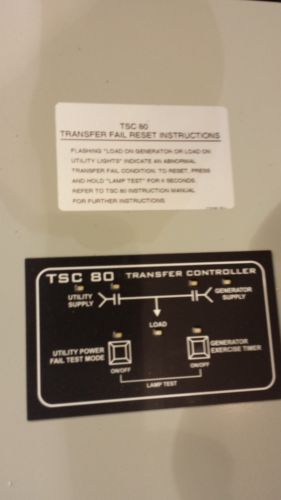 TSC 80
TRANSFER FAIL RESET INSTRUCTIONS
FLASHING "LOAD ON GENERATOR OR LOAD ON
UTILITY LIGHTS" INDICATE AN ABNORMAL
TRANSFER FAIL CONDITION. TO RESET, PRESS
AND HOLD "LAMP TEST" FOR SECONDS.
REFER TO TSC 80 INSTRUCTION MANUAL
FOR FURTHER INSTRUCTIONS
TSC 80 TRANSFER CONTROLLER
UTILITY
SUPPLY
GENERATOR
SUPPLY
LOAD
UTILITY POWER
FAIL TEST MODE
GENERATOR
EXERCISE TIMER
ON/OFF
ON/OFF
LAMP TEST